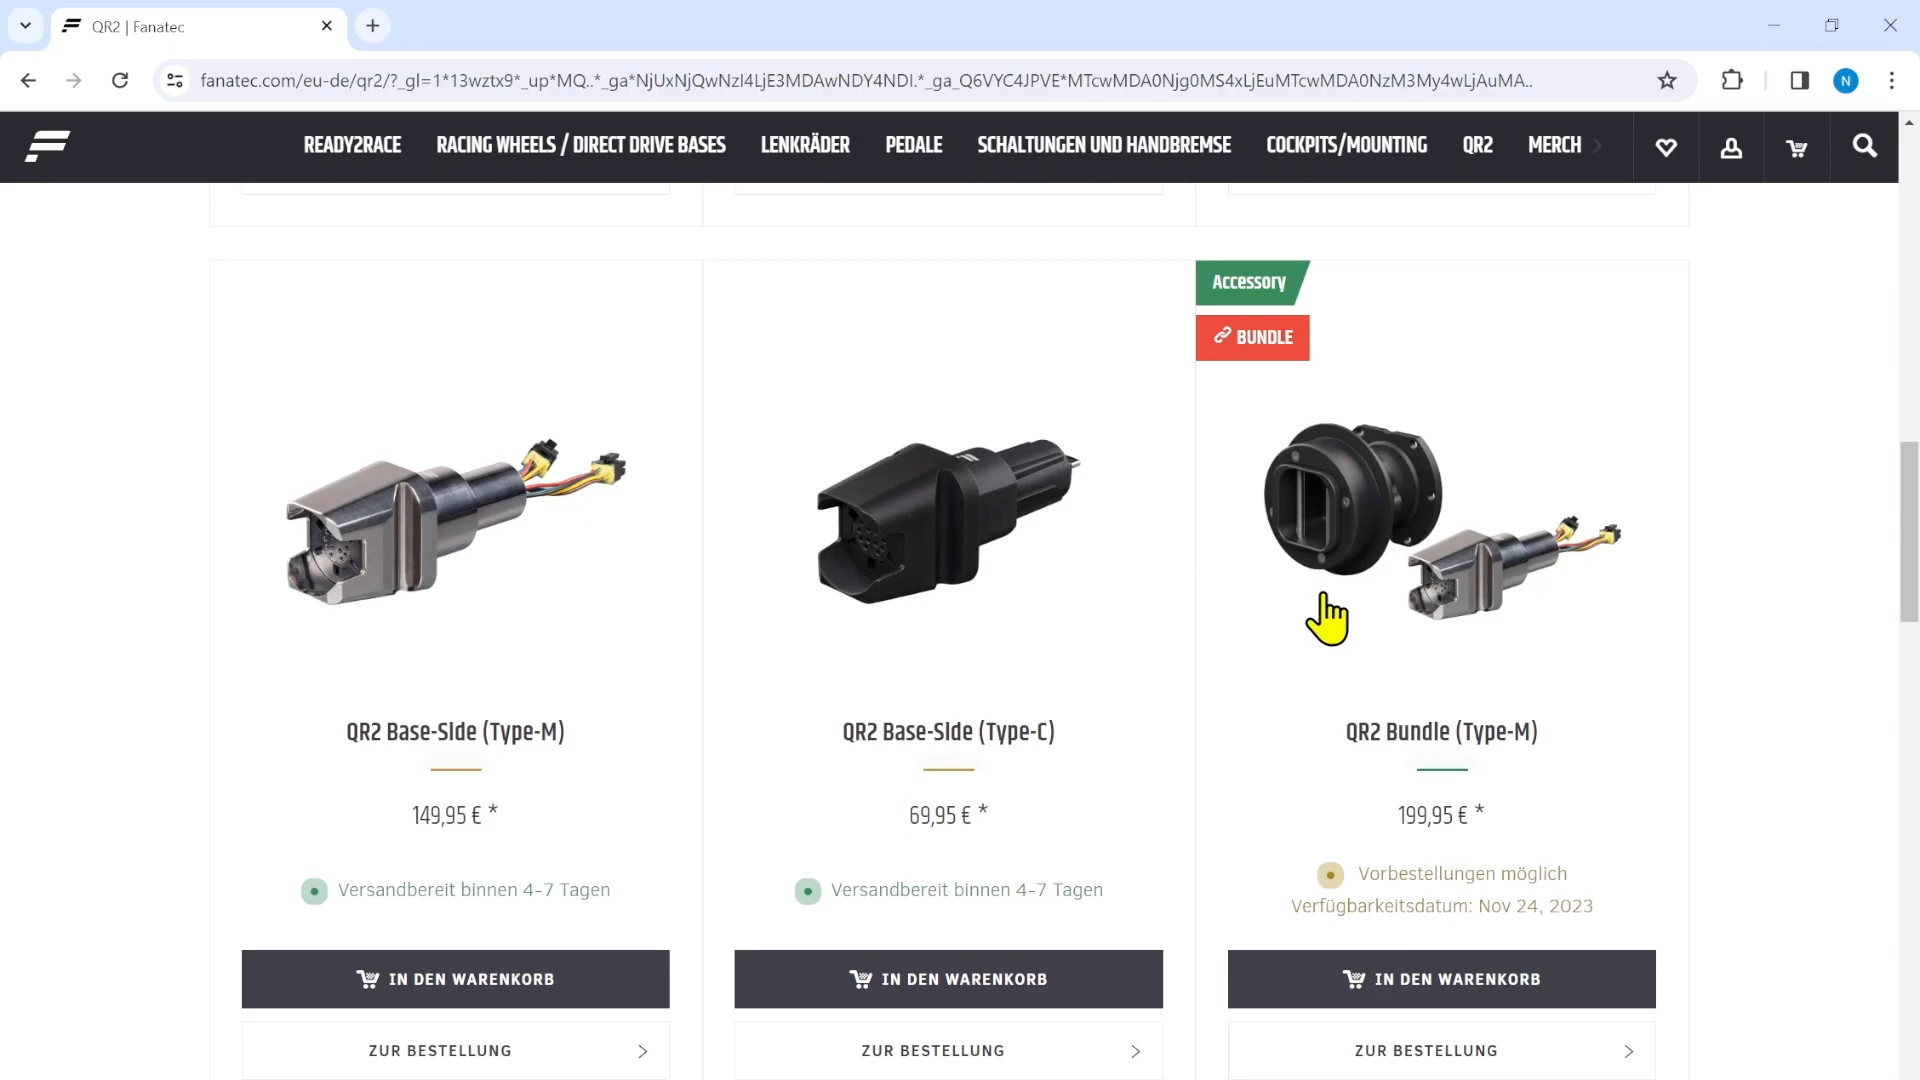 QR2 | Fanatec
fanatec.com/eu-de/qr2/?_gl=1*13wztx9*_up*MQ..*_ga*NjUxNjQwNzI4LjE3MDAwNDY4NDI.*_ga_Q6VYC4JPVE*MTcwMDA0Njg0MS4xLjEuMTcwMDA0NzM3My4wLjAuMA..
N
READY2RACE RACING WHEELS / DIRECT DRIVE BASES LENKRÄDER PEDALE SCHALTUNGEN UND HANDBREMSE COCKPITS/MOUNTING QR2 MERCH
Accessory
BUNDLE
QR2 Base-Side (Type-M)
149,95 € *
Versandbereit binnen 4-7 Tagen
IN DEN WARENKORB
ZUR BESTELLUNG
QR2 Base-Side (Type-C)
69,95 € *
Versandbereit binnen 4-7 Tagen
IN DEN WARENKORB
ZUR BESTELLUNG
QR2 Bundle (Type-M)
199,95 € *
Vorbestellungen möglich
Verfügbarkeitsdatum: Nov 24, 2023
IN DEN WARENKORB
ZUR BESTELLUNG